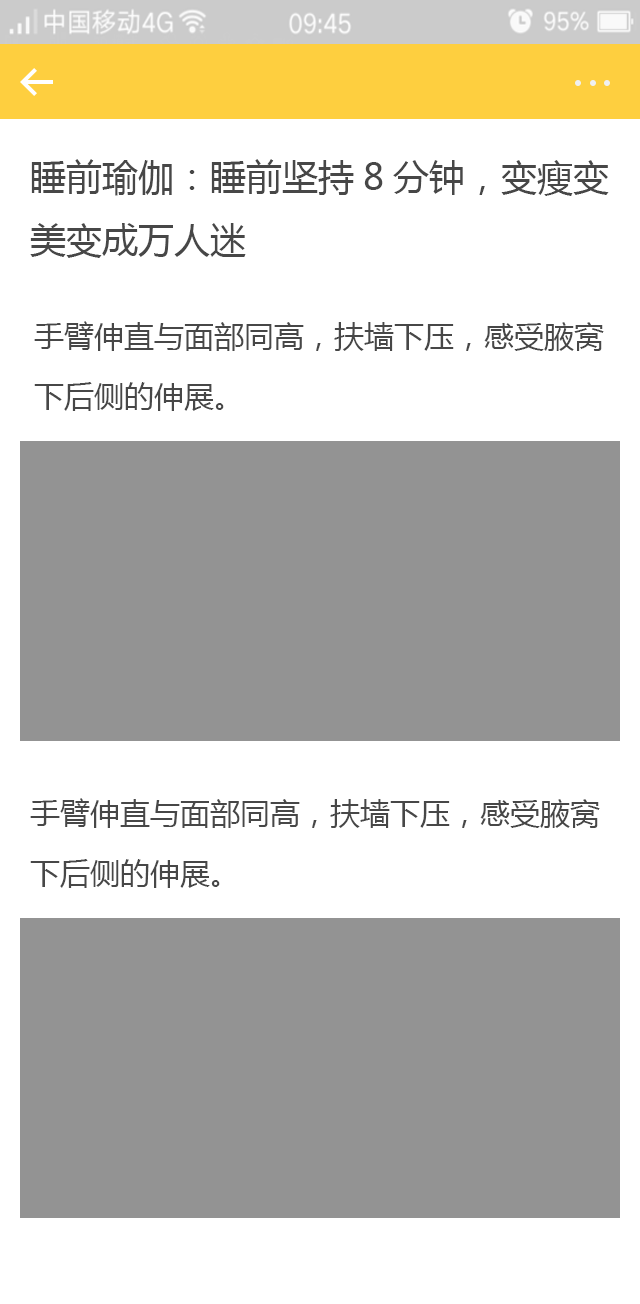 中国移动4G 09:45 95%
睡前瑜伽：睡前坚持 8 分钟，变瘦变
美变成万人迷
手臂伸直与面部同高，扶墙下压，感受腋窝
下后侧的伸展。
手臂伸直与面部同高，扶墙下压，感受腋窝
下后侧的伸展。